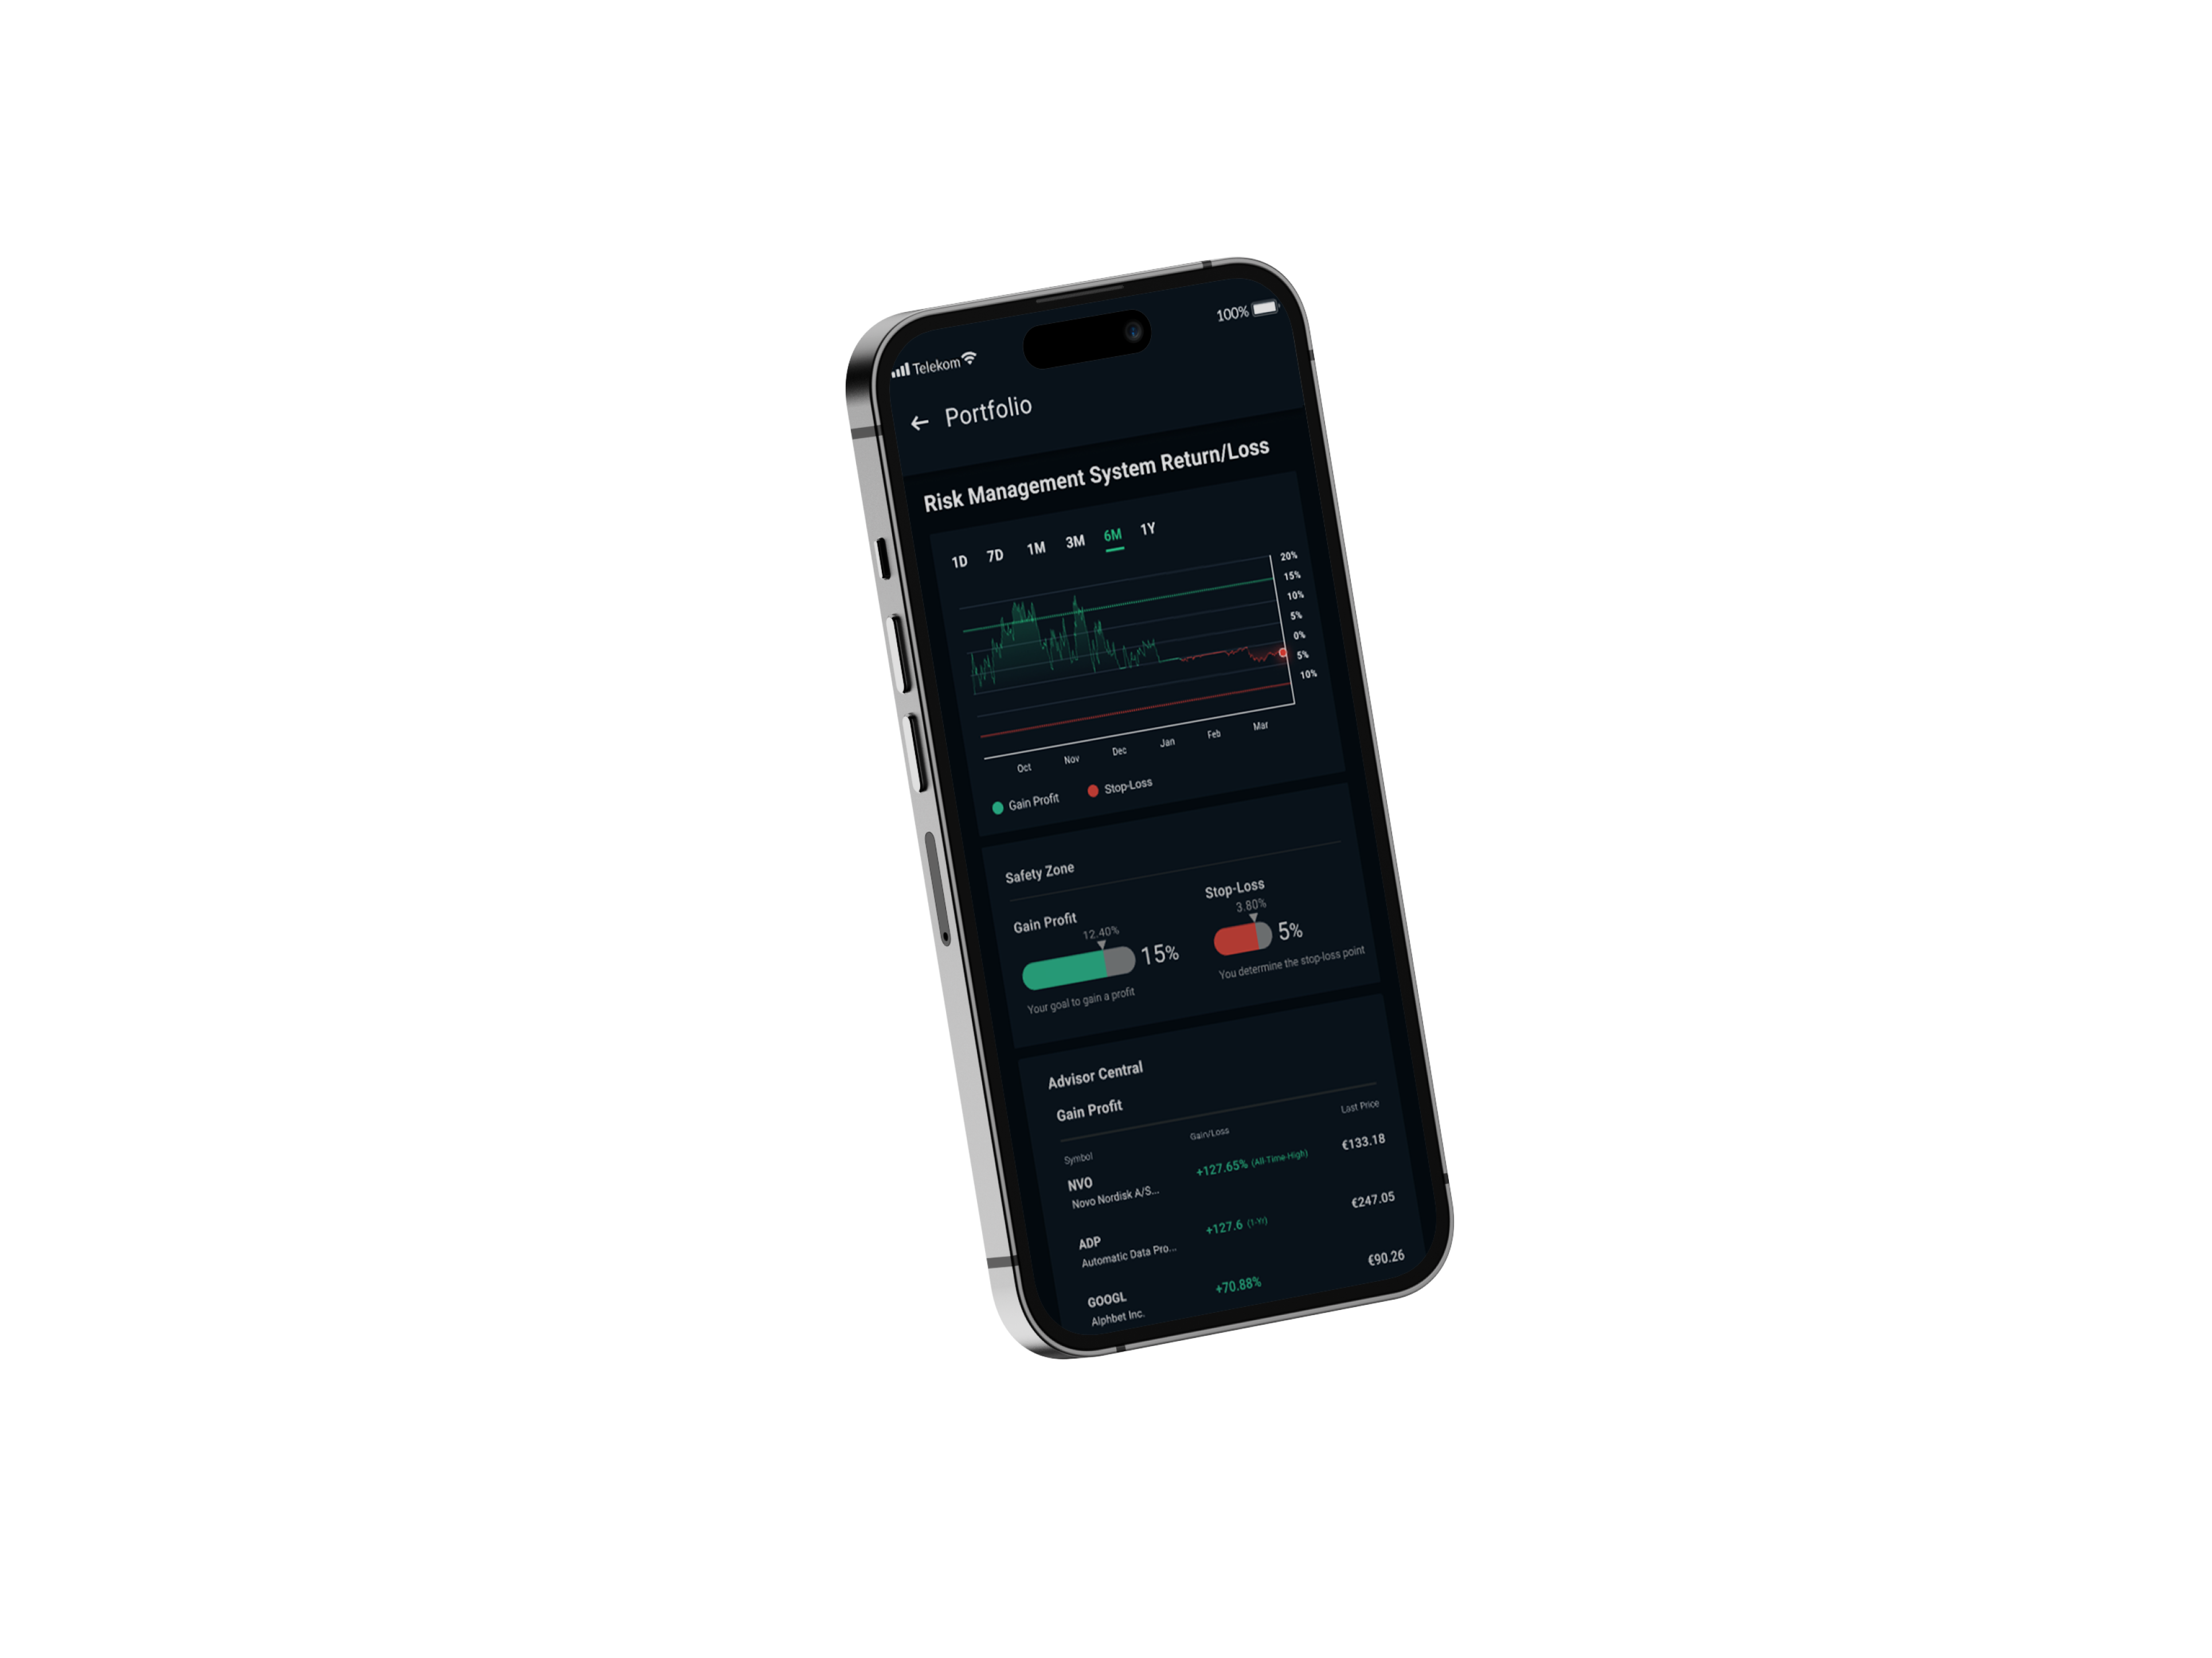 Telekom 100%
Portfolio
Risk Management System Return/Loss
1D 7D 1M 3M 6M 1Y
20%
15%
10%
5%
0%
5%
10%
Oct Nov Dec Jan Feb Mar
Gain Profit Stop-Loss
Safety Zone
Gain Profit
12.40%
15%
Your goal to gain a profit
Stop-Loss
3.80%
5%
You determine the stop-loss point
Advisor Central
Gain Profit
Symbol Gain/Loss Last Price
NVO +127.65% (All-Time-High) €133.18
Novo Nordisk A/S...
ADP +127.6 (1-Yr) €247.05
Automatic Data Pro...
GOOGL +70.88% €90.26
Alphbet Inc.